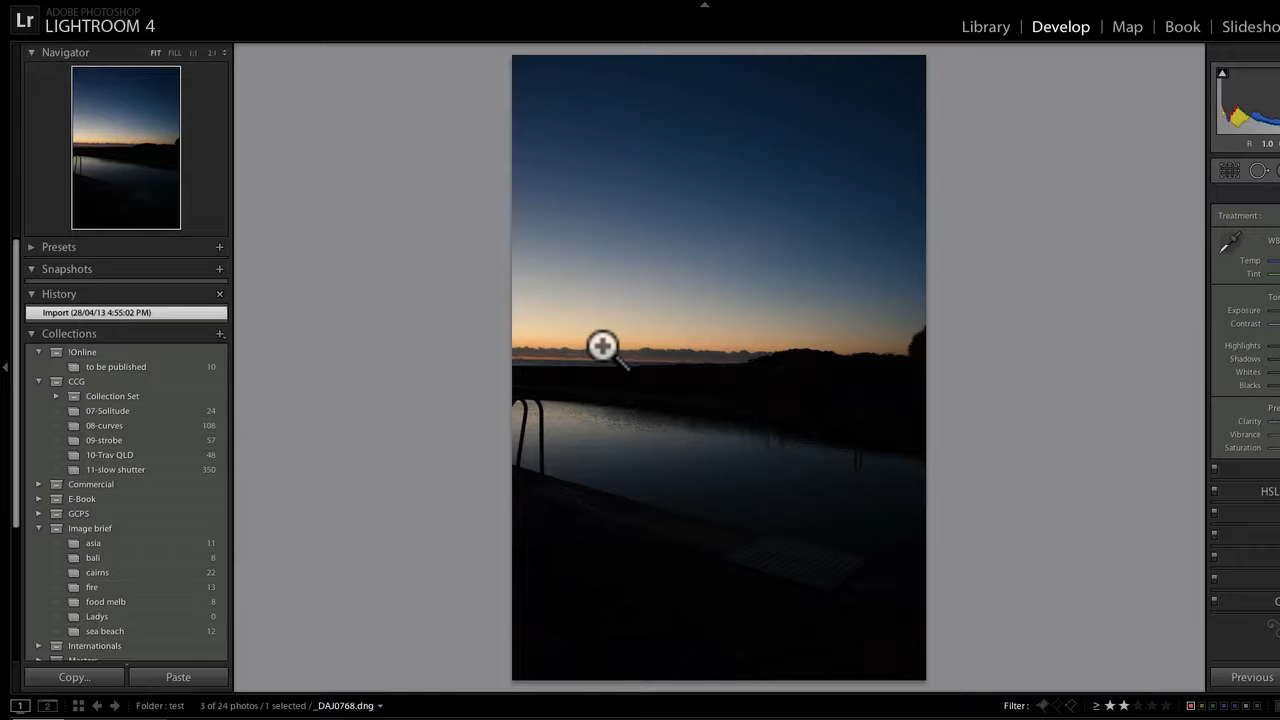 Lr ADOBE PHOTOSHOP
LIGHTROOM 4
Library | Develop | Map | Book | Slidesho
Navigator FIT FILL 1:1 2:1
Presets
Snapshots
History
Import (28/04/13 4:55:02 PM)
Collections
!Online
to be published 10
CCG
Collection Set
07-Solitude 24
08-curves 108
09-strobe 57
10-Trav QLD 48
11-slow shutter 350
Commercial
E-Book
GCPS
Image brief
asia 11
bali 8
cairns 22
fire 13
food melb 8
Ladys 0
sea beach 12
Internationals
Copy...
Paste
R 1.0
Treatment :
WB
Temp
Tint
Exposure
Contrast
Highlights
Shadows
Whites
Blacks
Clarity
Vibrance
Saturation
HSL
Previous
1 2 Folder : test 3 of 24 photos / 1 selected / _DAJ0768.dng
Filter :